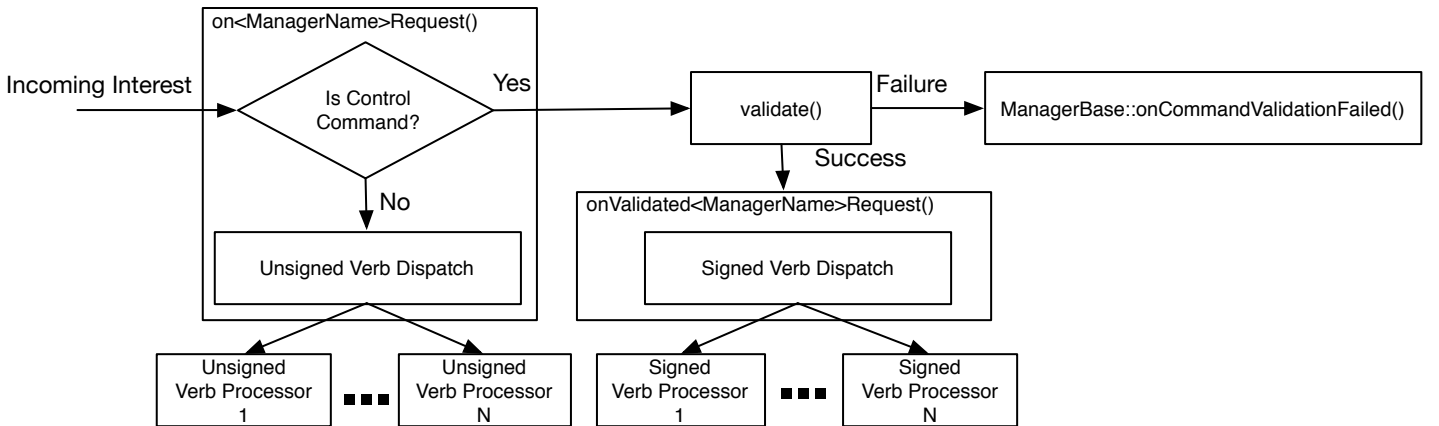 on<ManagerName>Request()
Incoming Interest
Is Control
Command?
Yes
validate()
Failure
ManagerBase::onCommandValidationFailed()
No
Success
onValidated<ManagerName>Request()
Unsigned Verb Dispatch
Signed Verb Dispatch
Unsigned
Verb Processor
1
Unsigned
Verb Processor
N
Signed
Verb Processor
1
Signed
Verb Processor
N